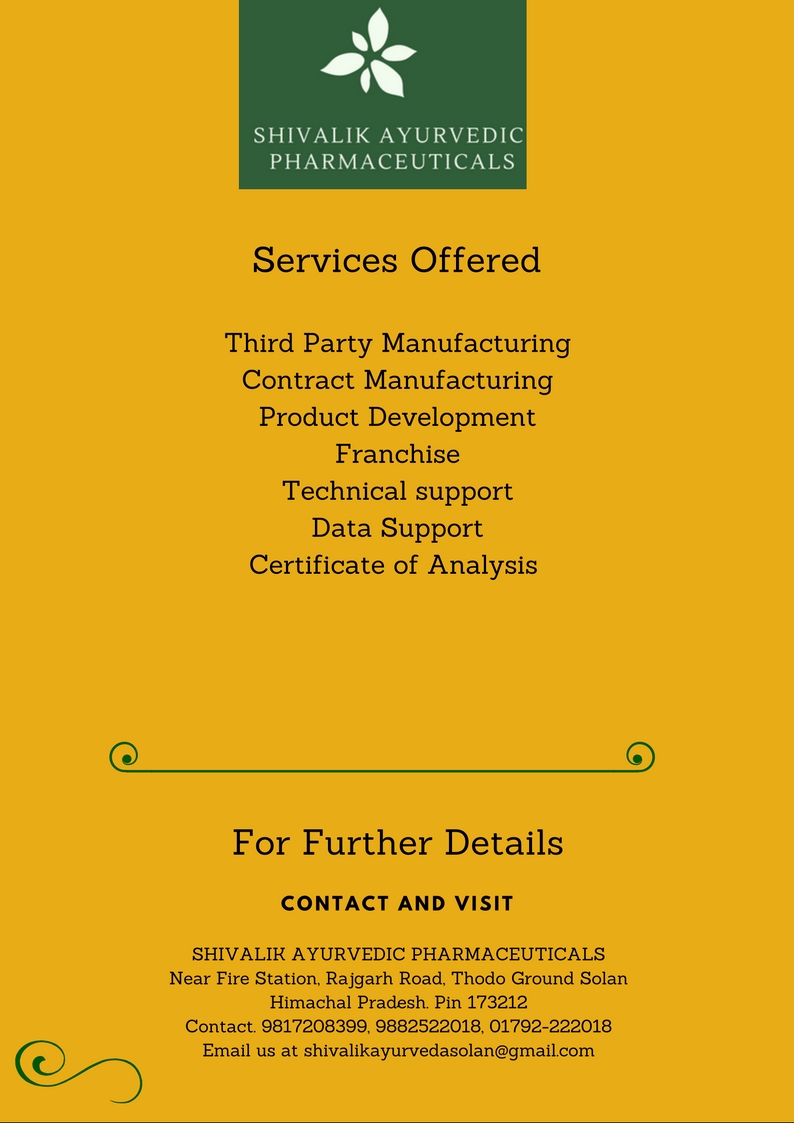 SHIVALIK AYURVEDIC
PHARMACEUTICALS
Services Offered
Third Party Manufacturing
Contract Manufacturing
Product Development
Franchise
Technical support
Data Support
Certificate of Analysis
For Further Details
CONTACT AND VISIT
SHIVALIK AYURVEDIC PHARMACEUTICALS
Near Fire Station, Rajgarh Road, Thodo Ground Solan
Himachal Pradesh. Pin 173212
Contact. 9817208399, 9882522018, 01792-222018
Email us at shivalikayurvedasolan@gmail.com